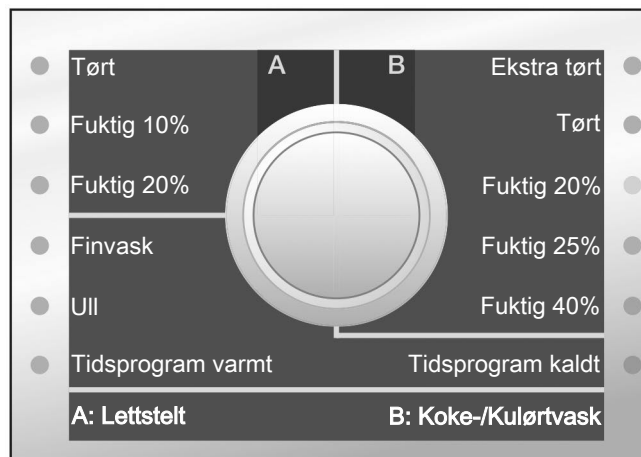 A B
Tørt Ekstra tørt
Fuktig 10% Tørt
Fuktig 20% Fuktig 20%
Finvask Fuktig 25%
Ull Fuktig 40%
Tidsprogram varmt Tidsprogram kaldt
A: Lettstelt B: Koke-/Kulørtvask